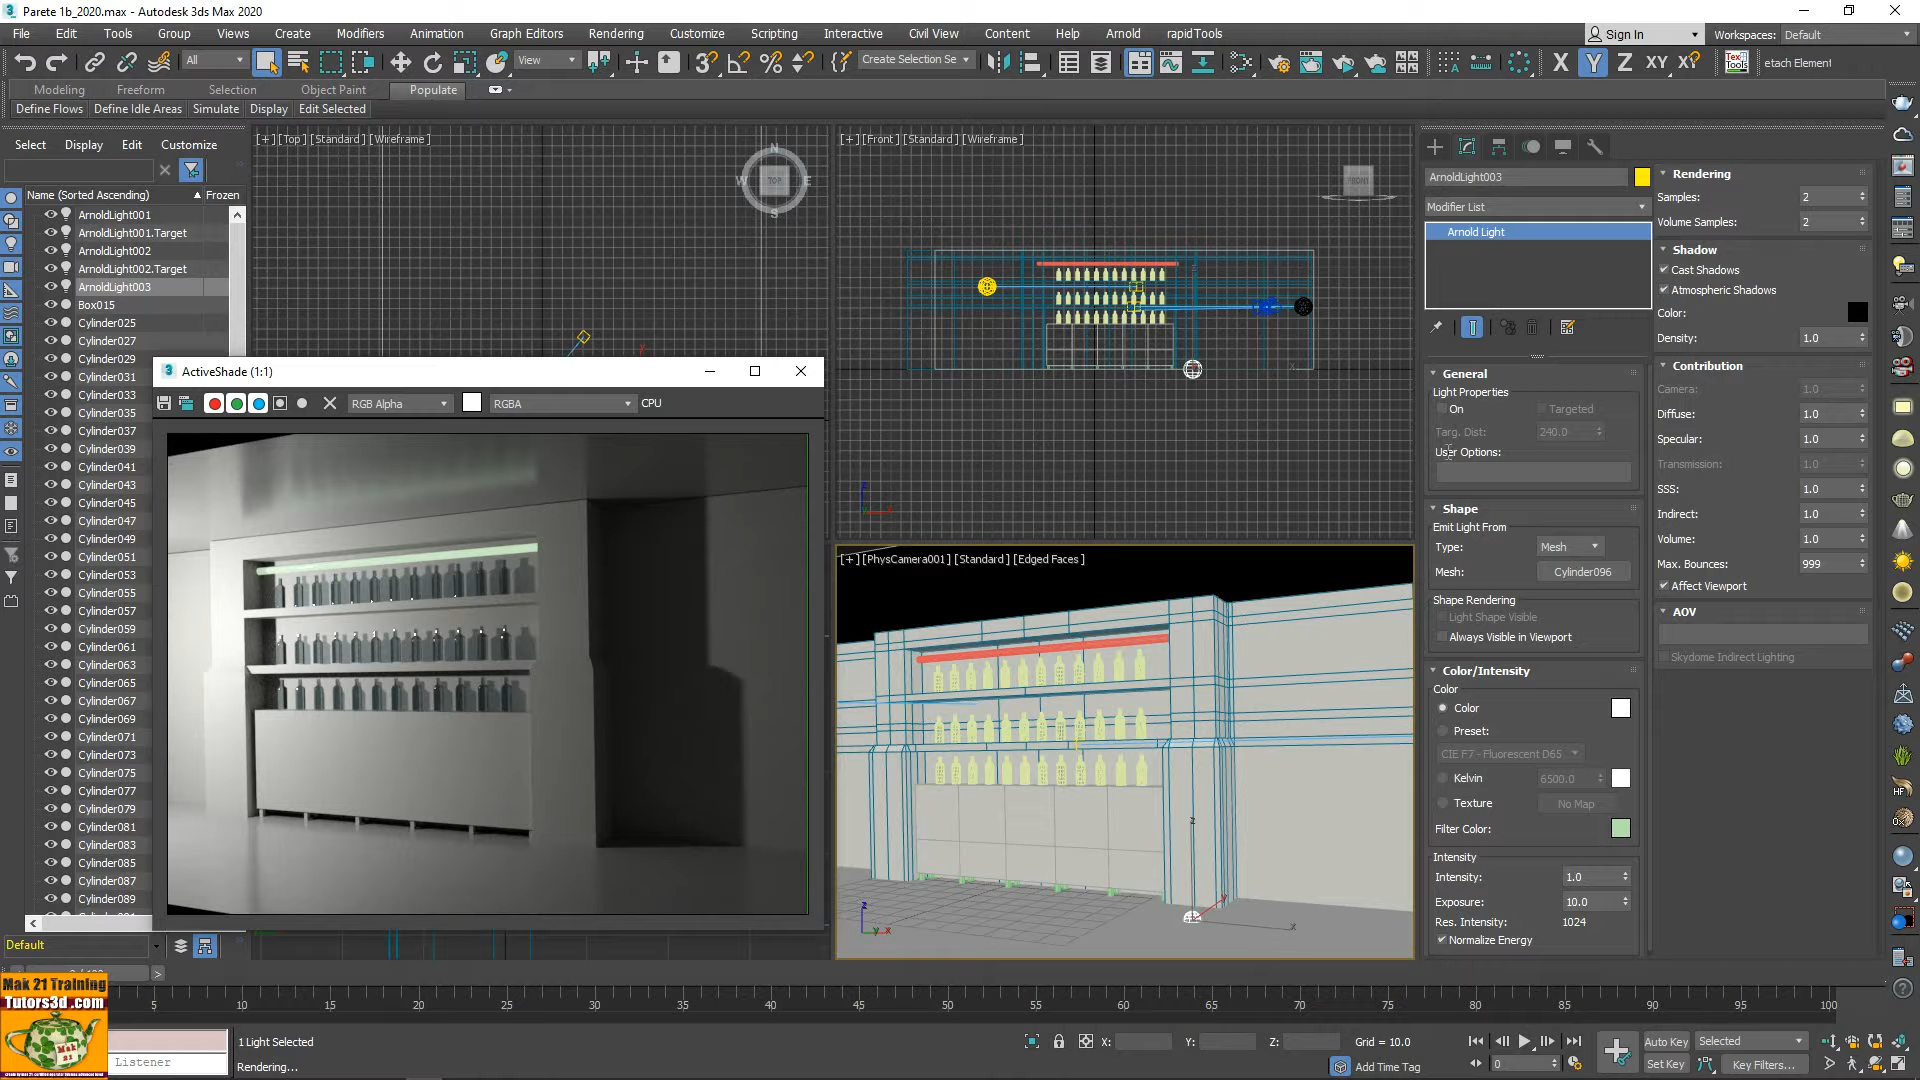 Parete 1b_2020.max - Autodesk 3ds Max 2020
File Edit Tools Group Views Create Modifiers Animation Graph Editors Rendering Customize Scripting Interactive Civil View Content Help Arnold rapidTools
Sign In Workspaces: Default
All View Create Selection Se X Y Z XY etach Element
Modeling Freeform Selection Object Paint Populate
Define Flows Define Idle Areas Simulate Display Edit Selected
Select Display Edit Customize
Name (Sorted Ascending) Frozen
ArnoldLight001
ArnoldLight001.Target
ArnoldLight002
ArnoldLight002.Target
ArnoldLight003
Box015
Cylinder025
Cylinder027
Cylinder029
Cylinder031
Cylinder033
Cylinder035
Cylinder037
Cylinder039
Cylinder041
Cylinder043
Cylinder045
Cylinder047
Cylinder049
Cylinder051
Cylinder053
Cylinder055
Cylinder057
Cylinder059
Cylinder061
Cylinder063
Cylinder065
Cylinder067
Cylinder069
Cylinder071
Cylinder073
Cylinder075
Cylinder077
Cylinder079
Cylinder081
Cylinder083
Cylinder085
Cylinder087
Cylinder089
Default
[+] [Top] [Standard] [Wireframe]
N
W TOP E
S
[+] [Front] [Standard] [Wireframe]
FRONT
ActiveShade (1:1)
RGB Alpha RGBA CPU
[+] [PhysCamera001] [Standard] [Edged Faces]
ArnoldLight003
Modifier List
Arnold Light
General
Light Properties
On Targeted
Targ. Dist: 240.0
User Options:
Shape
Emit Light From
Type: Mesh
Mesh: Cylinder096
Shape Rendering
Light Shape Visible
Always Visible in Viewport
Color/Intensity
Color
Color
Preset:
CIE F7 - Fluorescent D65
Kelvin 6500.0
Texture No Map
Filter Color:
Intensity
Intensity: 1.0
Exposure: 10.0
Res. Intensity: 1024
Normalize Energy
Rendering
Samples: 2
Volume Samples: 2
Shadow
Cast Shadows
Atmospheric Shadows
Color:
Density: 1.0
Contribution
Camera: 1.0
Diffuse: 1.0
Specular: 1.0
Transmission: 1.0
SSS: 1.0
Indirect: 1.0
Volume: 1.0
Max. Bounces: 999
Affect Viewport
AOV
Skydome Indirect Lighting
Mak 21 Training
Tutors3d.com
Mak
21
5 10 15 20 25 30 35 40 45 50 55 60 65 70 75 80 85 90 95 100
Listener
1 Light Selected
Rendering...
X: Y: Z: Grid = 10.0
Add Time Tag
0
Auto Key Selected
Set Key Key Filters...